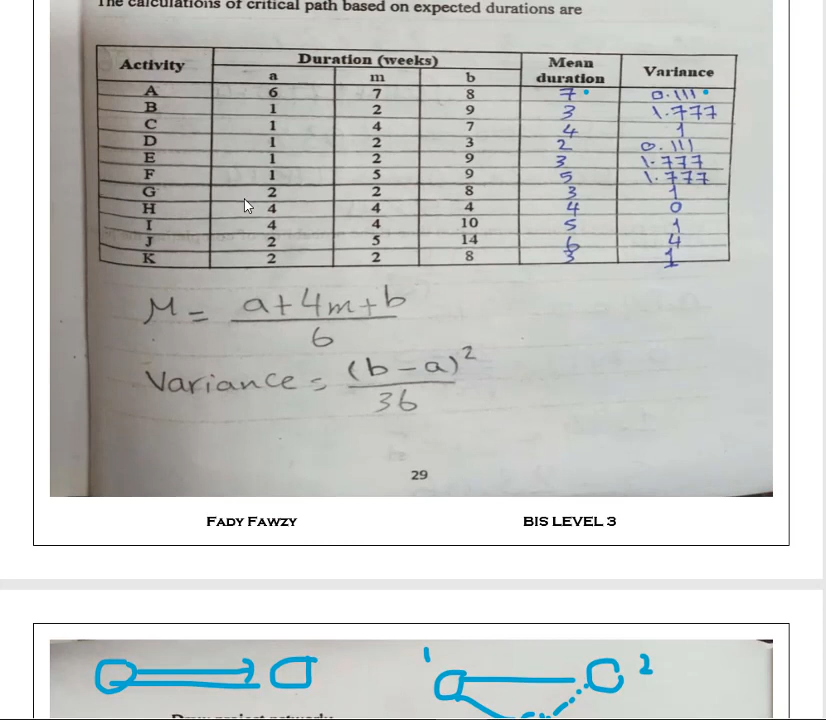 The calculations of critical path based on expected durations are
Activity Duration (weeks) Mean duration Variance
a m b
A 6 7 8 7 0.111
B 1 2 9 3 1.777
C 1 4 7 4 1
D 1 2 3 2 0.111
E 1 2 9 3 1.777
F 1 5 9 5 1.777
G 2 2 8 3 1
H 4 4 4 4 0
I 4 4 10 5 1
J 2 5 14 6 4
K 2 2 8 3 1
M = a+4m+b
6
Variance = (b-a)²
36
29
FADY FAWZY BIS LEVEL 3
1 2